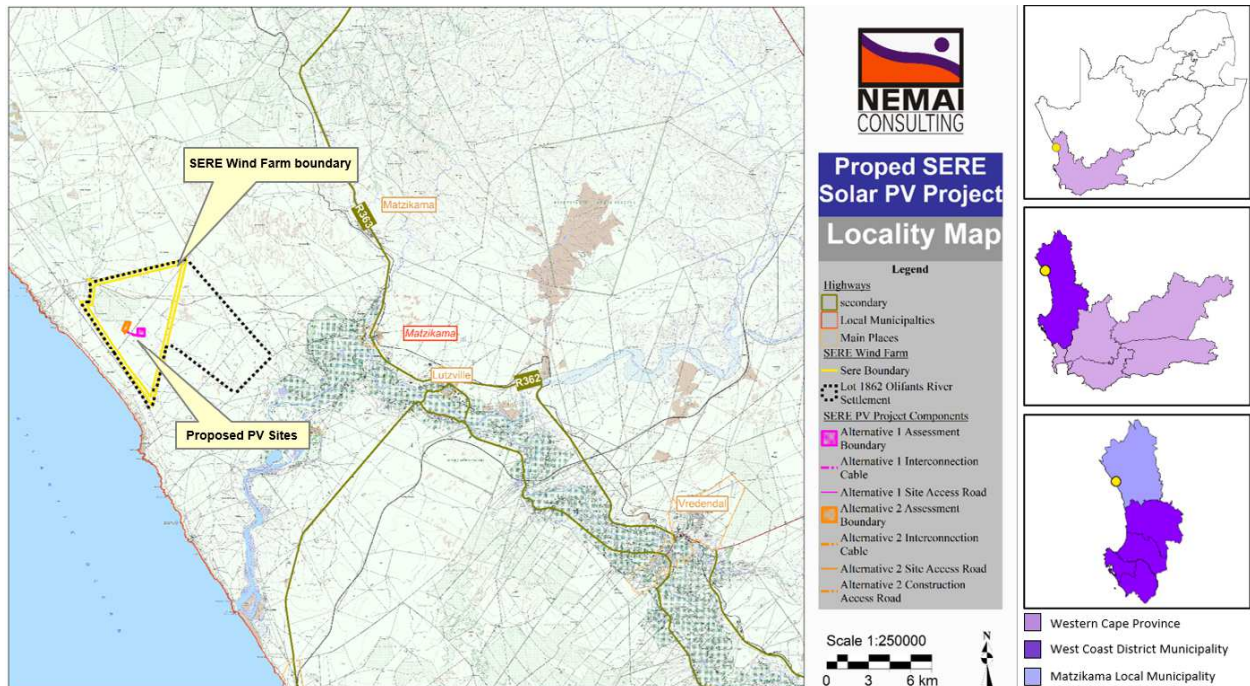 SERE Wind Farm boundary
R363
Matzikama
Matzikama
Lutzville
R362
Proposed PV Sites
Vredendal
NEMAI
CONSULTING
Proped SERE
Solar PV Project
Locality Map
Legend
Highways
secondary
Local Municipalties
Main Places
SERE Wind Farm
Sere Boundary
Lot 1862 Olifants River
Settlement
SERE PV Project Components
Alternative 1 Assessment
Boundary
Alternative 1 Interconnection
Cable
Alternative 1 Site Access Road
Alternative 2 Assessment
Boundary
Alternative 2 Interconnection
Cable
Alternative 2 Site Access Road
Alternative 2 Construction
Access Road
Scale 1:250000
0 3 6 km
N
Western Cape Province
West Coast District Municipality
Matzikama Local Municipality